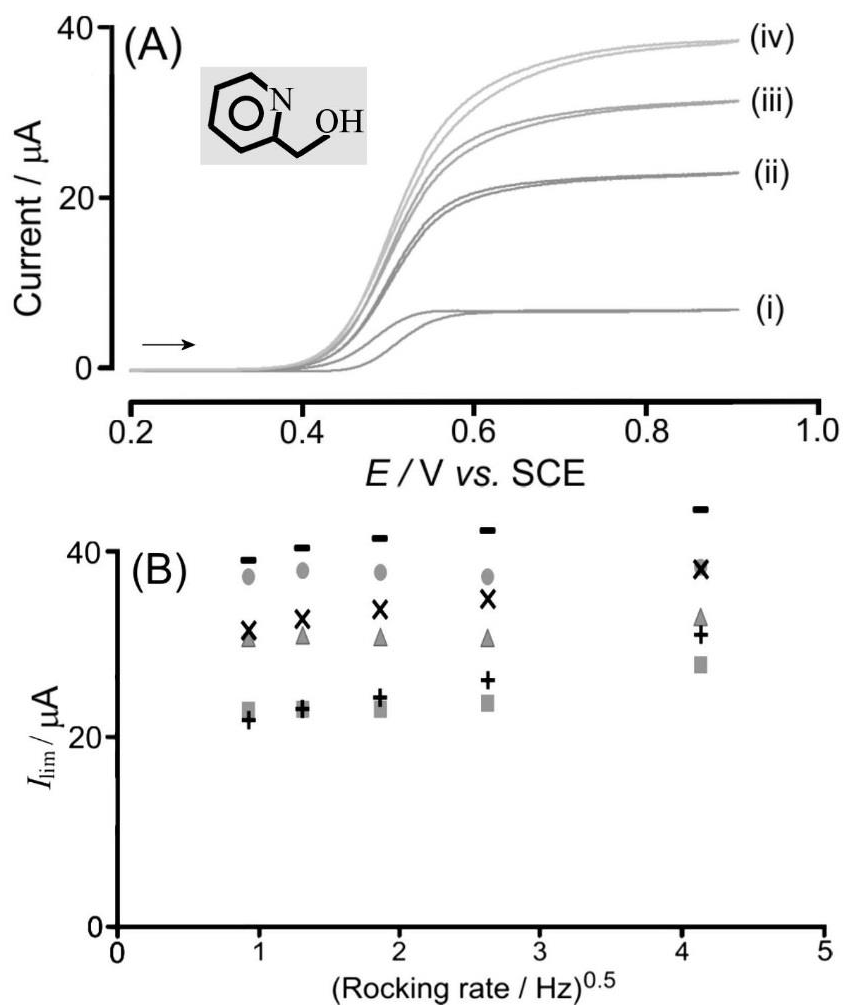 40
(A)
N
OH
(iv)
(iii)
(ii)
(i)
20
0
Current / μA
0.2 0.4 0.6 0.8 1.0
E / V vs. SCE
40
(B)
20
0
Ilim / μA
0 1 2 3 4 5
(Rocking rate / Hz)0.5